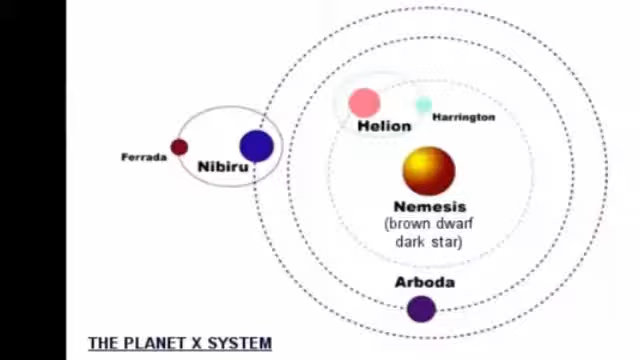 Harrington
Helion
Ferrada
Nibiru
Nemesis
(brown dwarf
dark star)
Arboda
THE PLANET X SYSTEM